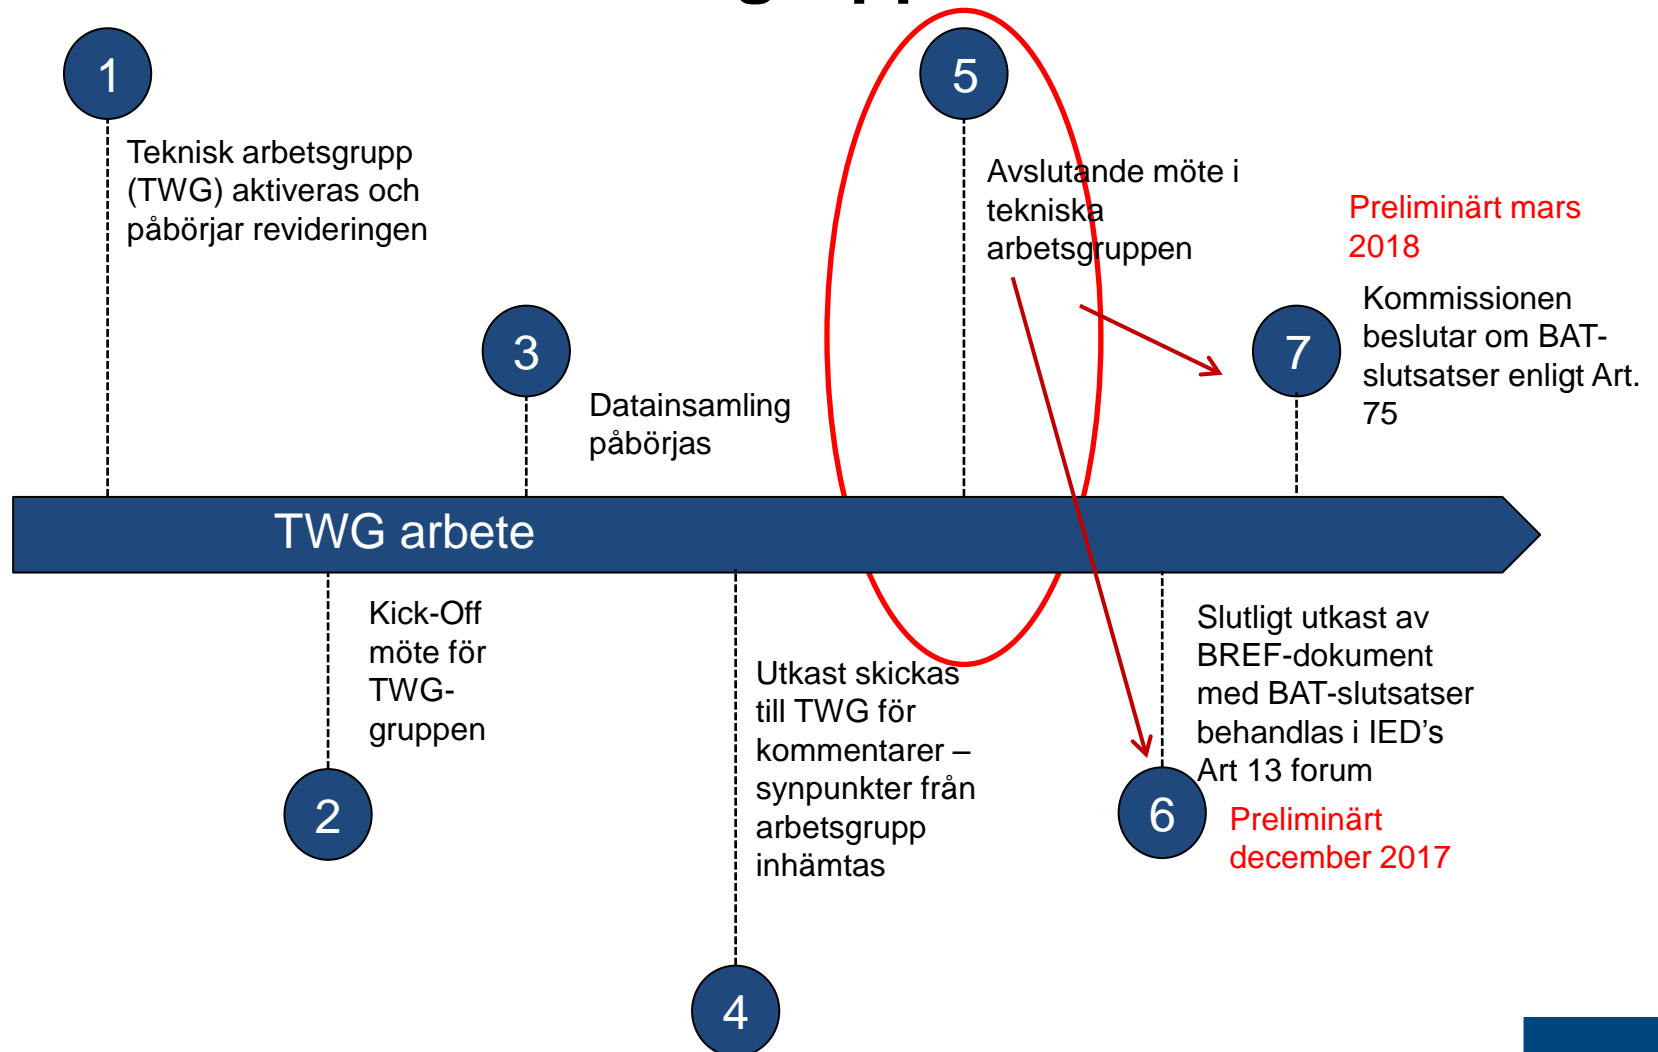 1
Teknisk arbetsgrupp
(TWG) aktiveras och
påbörjar revideringen
3
Datainsamling
påbörjas
5
Avslutande möte i
tekniska
arbetsgruppen
Preliminärt mars
2018
7
Kommissionen
beslutar om BAT-
slutsatser enligt Art.
75
TWG arbete
Kick-Off
möte för
TWG-
gruppen
2
Utkast skickas
till TWG för
kommentarer –
synpunkter från
arbetsgrupp
inhämtas
4
Slutligt utkast av
BREF-dokument
med BAT-slutsatser
behandlas i IED’s
Art 13 forum
6
Preliminärt
december 2017